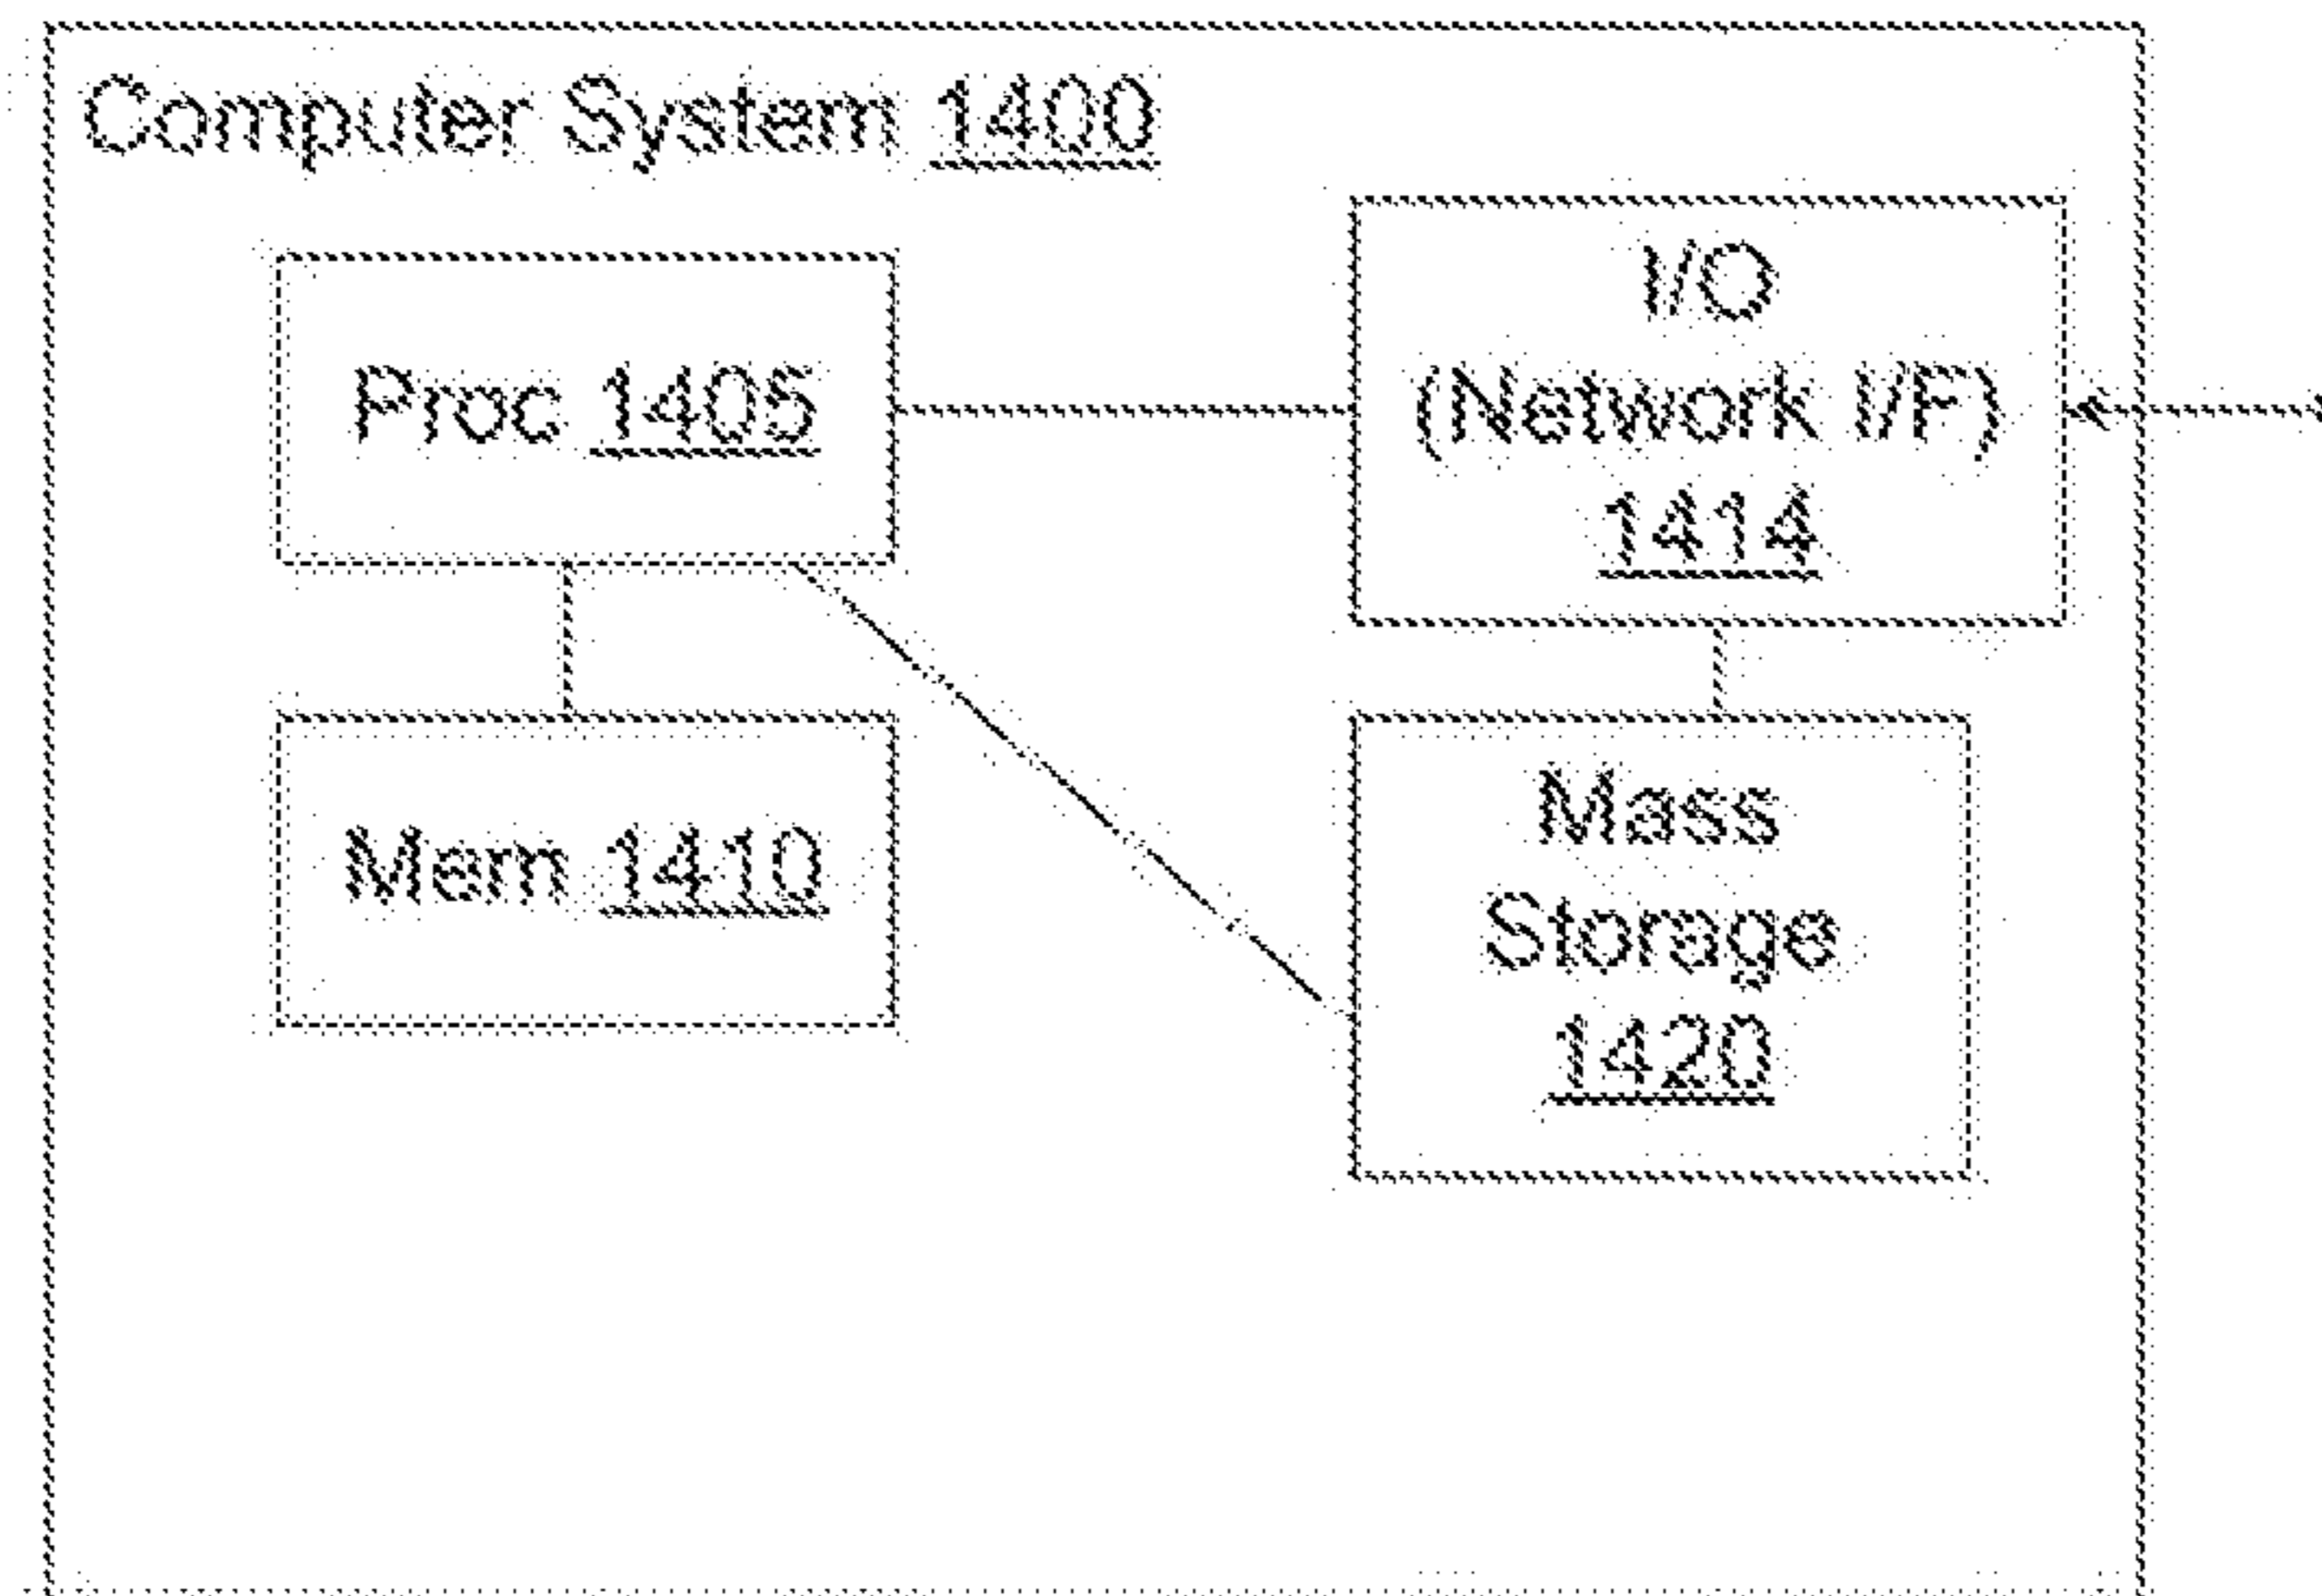 Computer System 1400
Proc 1405
I/O
(Network I/F)
1414
Mem 1410
Mass
Storage
1420